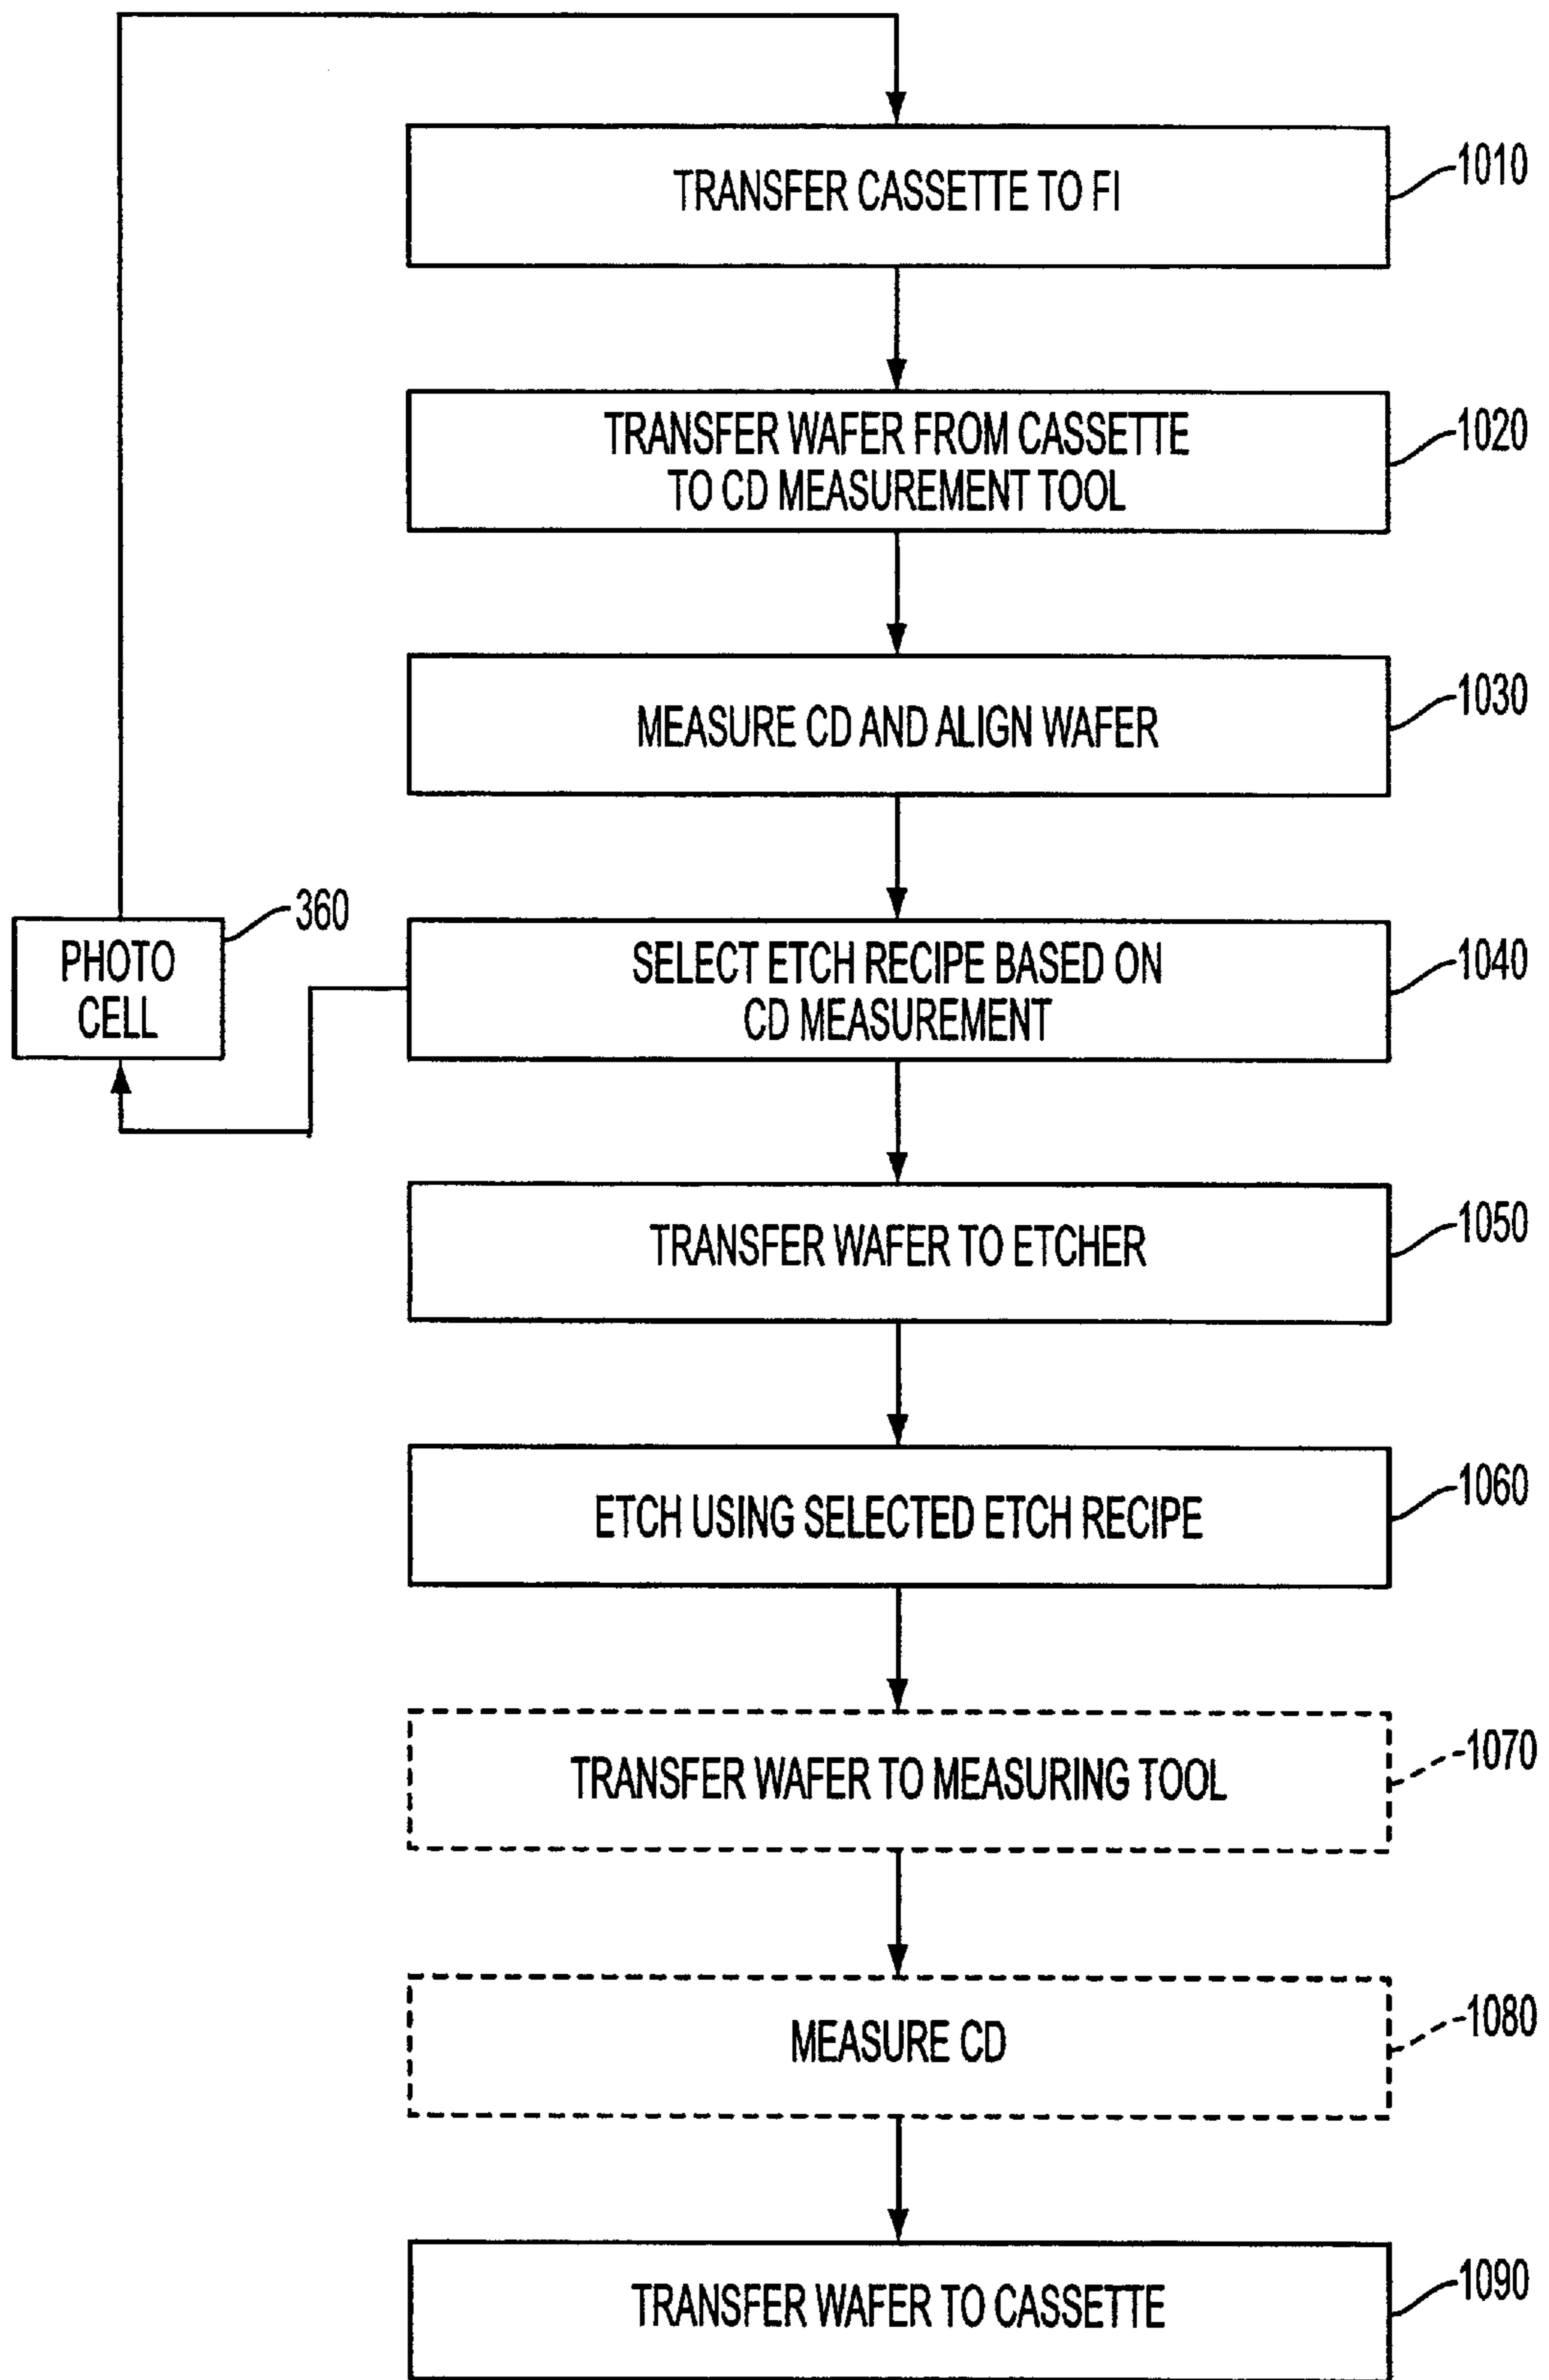 TRANSFER CASSETTE TO FI
1010
TRANSFER WAFER FROM CASSETTE
TO CD MEASUREMENT TOOL
1020
MEASURE CD AND ALIGN WAFER
1030
360
PHOTO
CELL
SELECT ETCH RECIPE BASED ON
CD MEASUREMENT
1040
TRANSFER WAFER TO ETCHER
1050
ETCH USING SELECTED ETCH RECIPE
1060
TRANSFER WAFER TO MEASURING TOOL
1070
MEASURE CD
1080
TRANSFER WAFER TO CASSETTE
1090